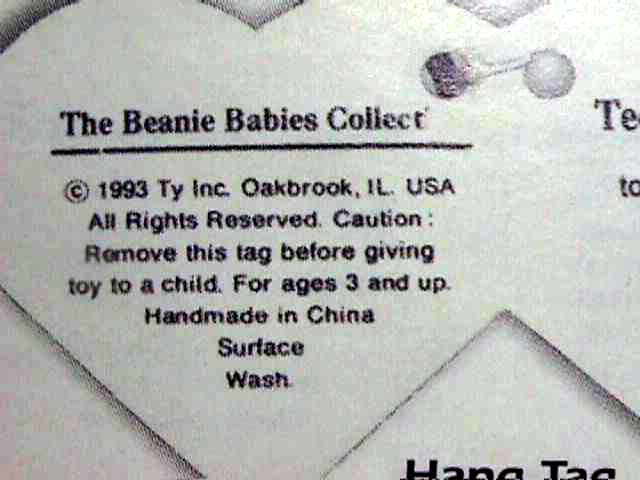 The Beanie Babies Collect
© 1993 Ty Inc. Oakbrook, IL. USA
All Rights Reserved. Caution:
Remove this tag before giving
toy to a child. For ages 3 and up.
Handmade in China
Surface
Wash.
Te
to
Hang Tag